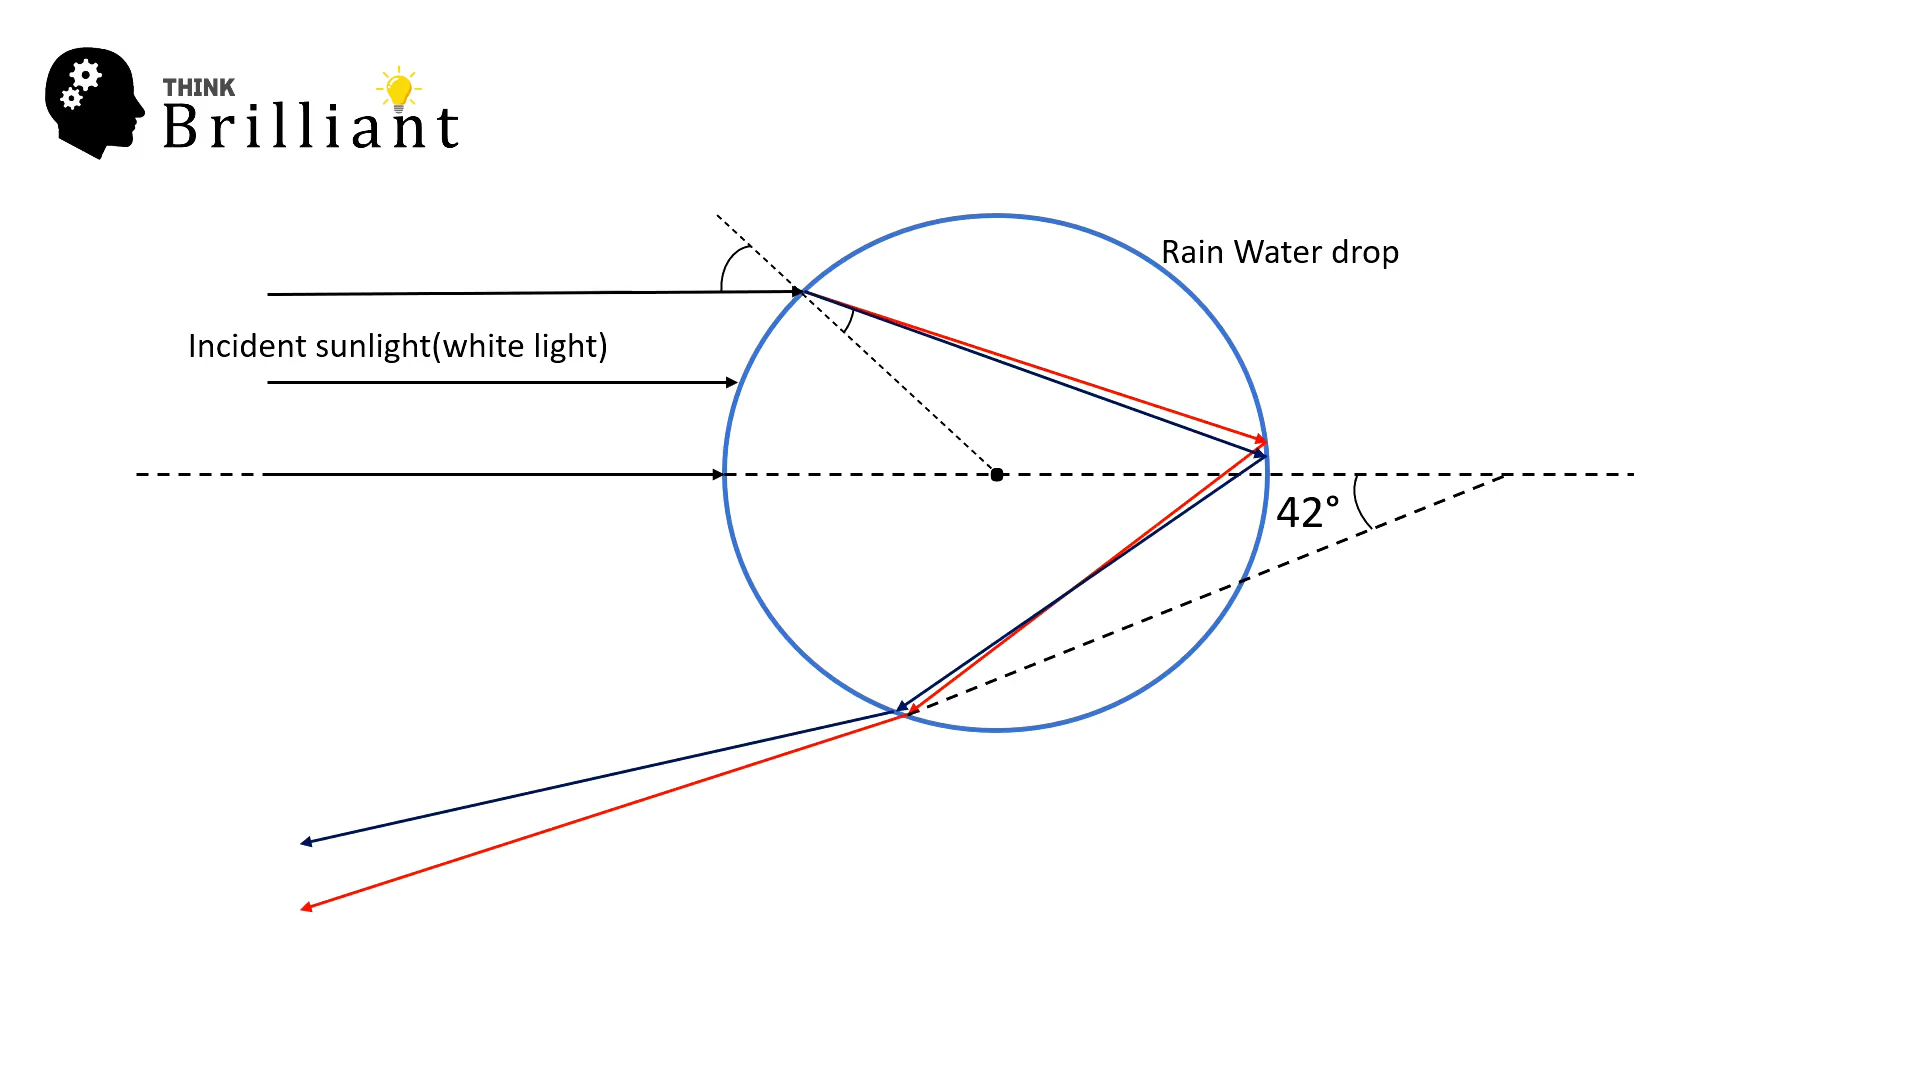 THINK
Brilliant
Rain Water drop
Incident sunlight(white light)
42°